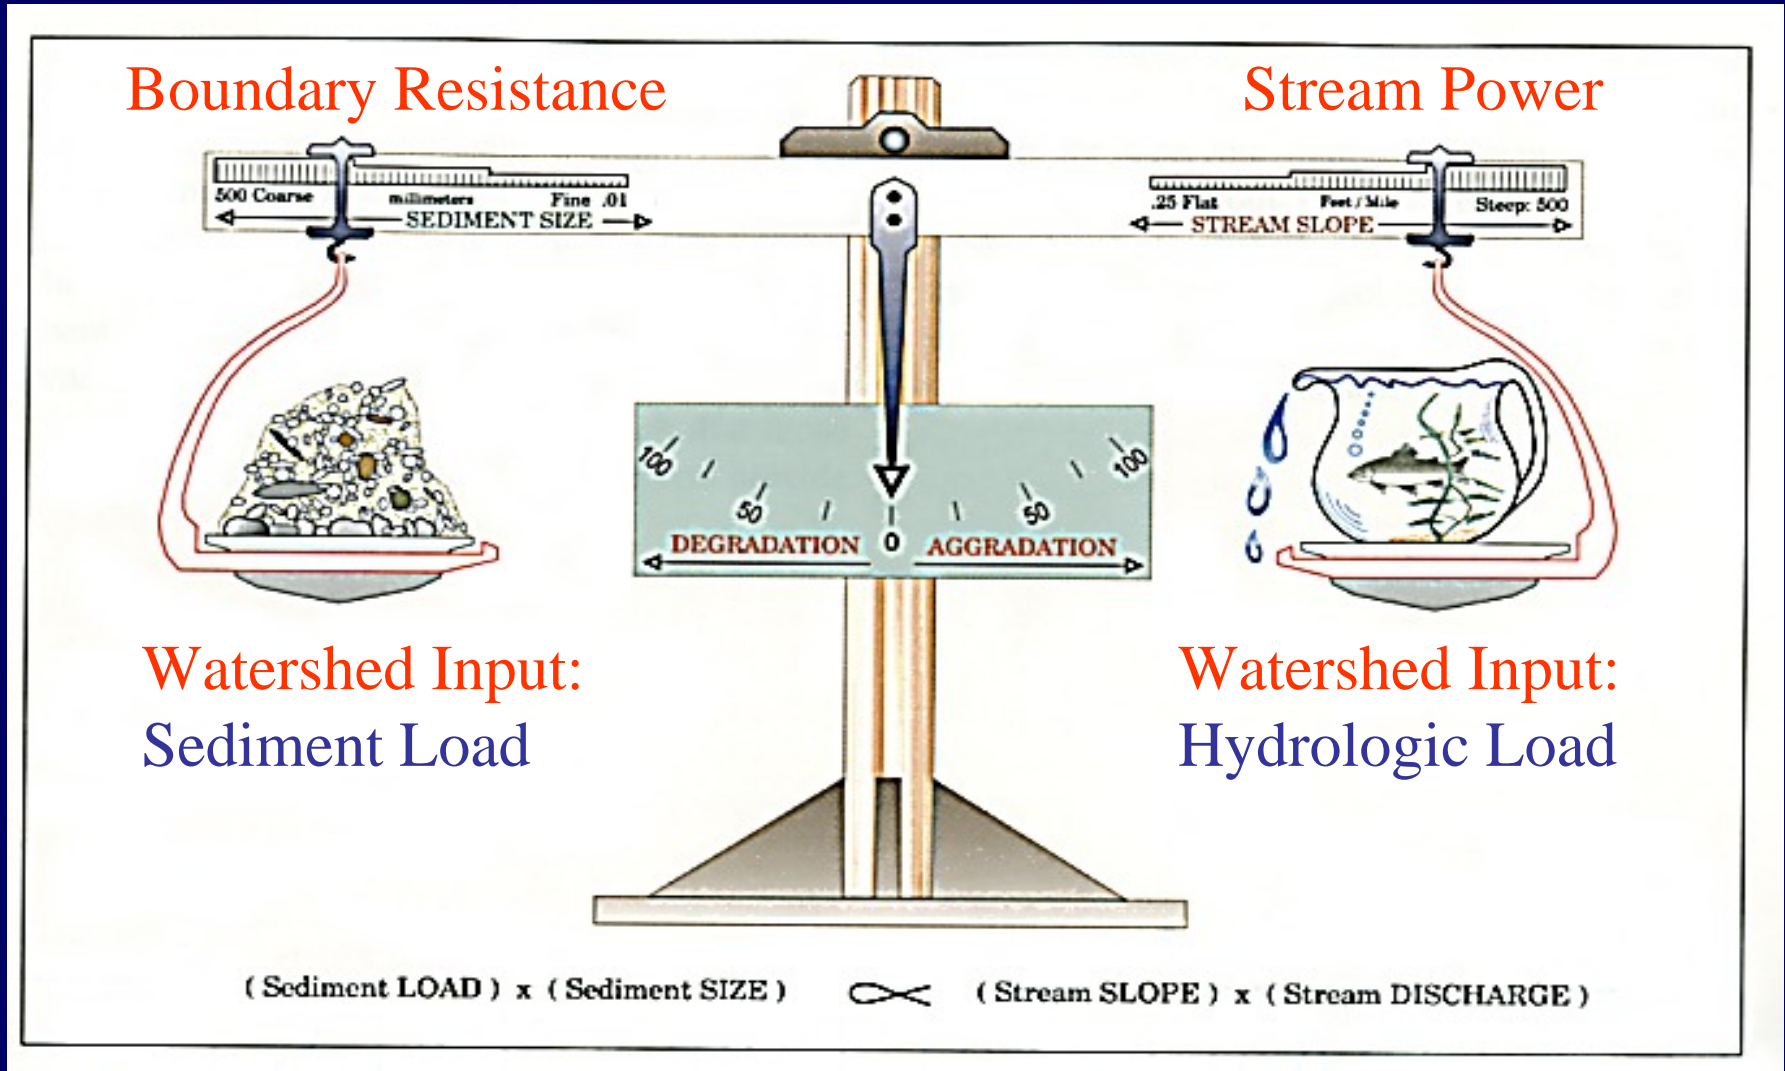 Boundary Resistance
Stream Power
500 Coarse millimeters Fine .01
SEDIMENT SIZE
.25 Flat Feet / Mile Steep: 500
STREAM SLOPE
100 50 0 50 100
DEGRADATION AGGRADATION
Watershed Input:
Sediment Load
Watershed Input:
Hydrologic Load
( Sediment LOAD ) x ( Sediment SIZE ) ∝ ( Stream SLOPE ) x ( Stream DISCHARGE )